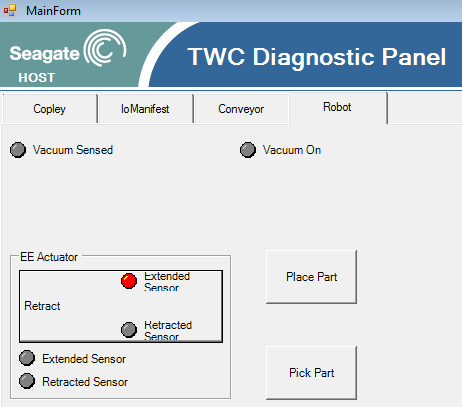 MainForm
Seagate
HOST
TWC Diagnostic Panel
Copley
IoManifest
Conveyor
Robot
Vacuum Sensed
Vacuum On
EE Actuator
Extended
Sensor
Retract
Retracted
Sensor
Extended Sensor
Retracted Sensor
Place Part
Pick Part